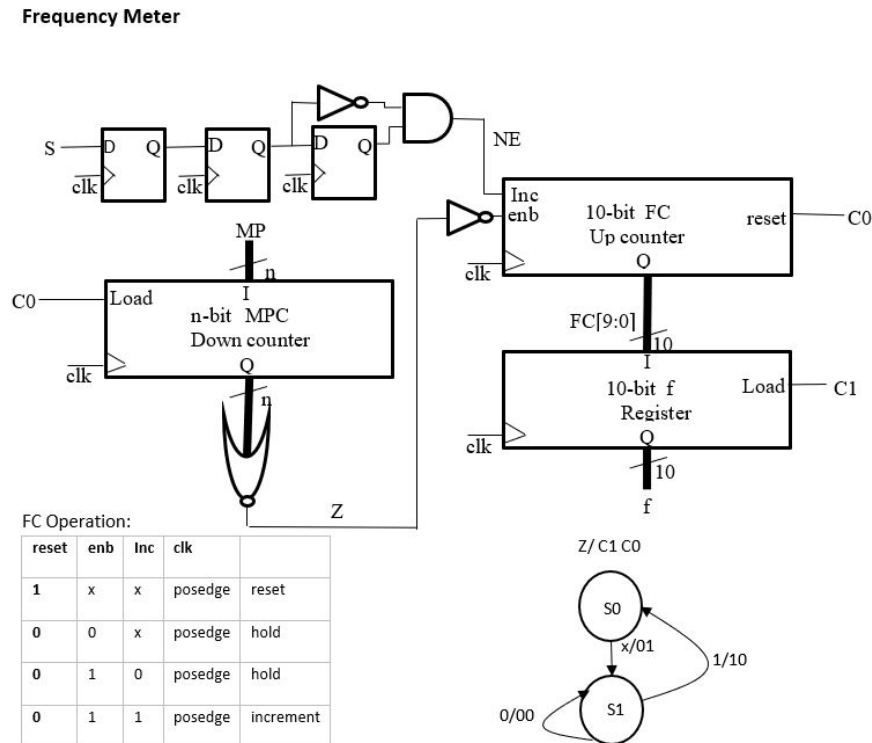 Frequency Meter
S
D Q
D Q
D Q
clk
clk
clk
NE
Inc
enb
10-bit FC
Up counter
reset
C0
clk
Q
MP
n
C0
Load
I
n-bit MPC
Down counter
clk
Q
n
FC[9:0]
10
I
10-bit f
Register
Load
C1
clk
Q
10
f
Z
FC Operation:
reset enb Inc clk
1 x x posedge reset
0 0 x posedge hold
0 1 0 posedge hold
0 1 1 posedge increment
Z/ C1 C0
S0
x/01
1/10
0/00
S1